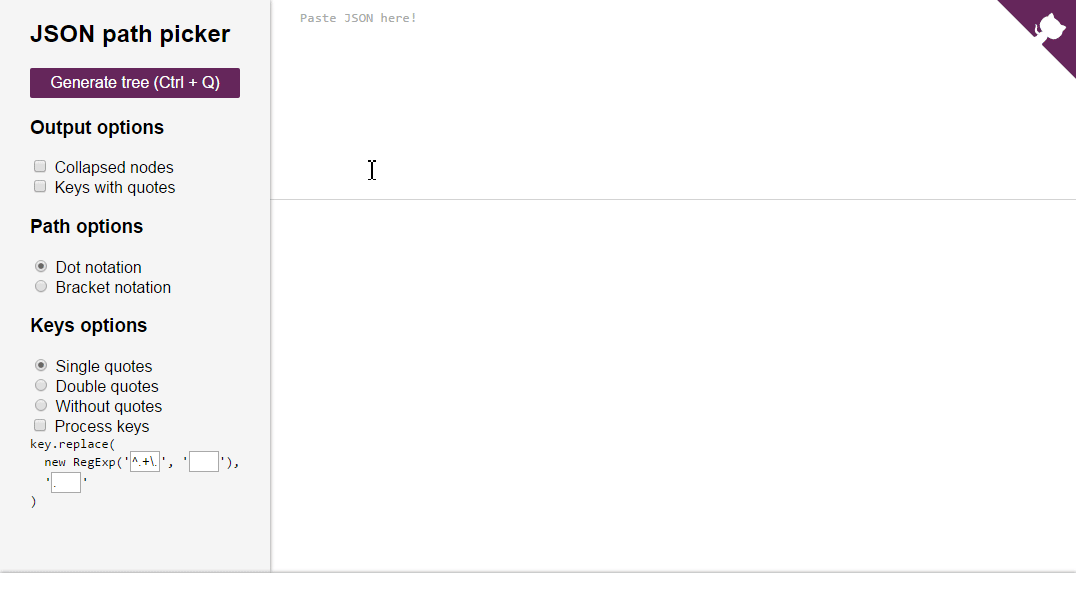 JSON path picker
Generate tree (Ctrl + Q)
Output options
Collapsed nodes
Keys with quotes
Path options
Dot notation
Bracket notation
Keys options
Single quotes
Double quotes
Without quotes
Process keys
key.replace(
new RegExp('^.+\.', ''),
'.'
)
Paste JSON here!